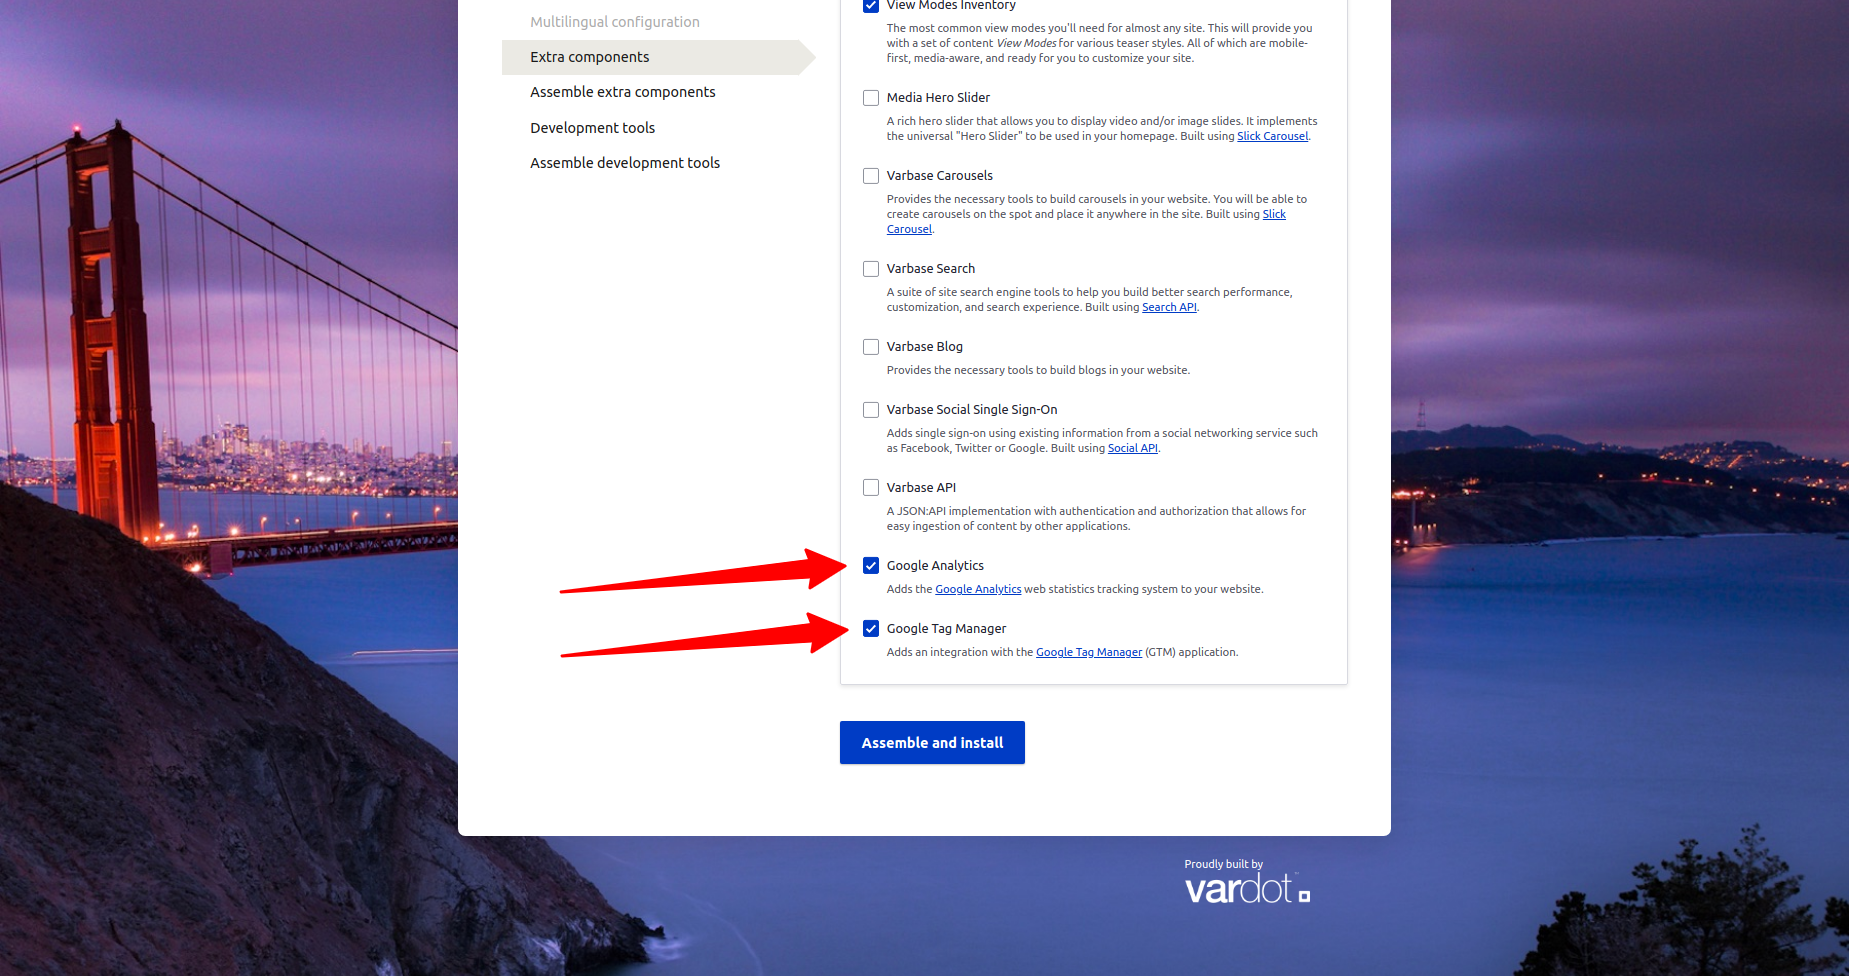 Multilingual configuration
Extra components
Assemble extra components
Development tools
Assemble development tools
View Modes Inventory
The most common view modes you'll need for almost any site. This will provide you
with a set of content View Modes for various teaser styles. All of which are mobile-
first, media-aware, and ready for you to customize your site.
Media Hero Slider
A rich hero slider that allows you to display video and/or image slides. It implements
the universal "Hero Slider" to be used in your homepage. Built using Slick Carousel.
Varbase Carousels
Provides the necessary tools to build carousels in your website. You will be able to
create carousels on the spot and place it anywhere in the site. Built using Slick
Carousel.
Varbase Search
A suite of site search engine tools to help you build better search performance,
customization, and search experience. Built using Search API.
Varbase Blog
Provides the necessary tools to build blogs in your website.
Varbase Social Single Sign-On
Adds single sign-on using existing information from a social networking service such
as Facebook, Twitter or Google. Built using Social API.
Varbase API
A JSON:API implementation with authentication and authorization that allows for
easy ingestion of content by other applications.
Google Analytics
Adds the Google Analytics web statistics tracking system to your website.
Google Tag Manager
Adds an integration with the Google Tag Manager (GTM) application.
Assemble and install
Proudly built by
vardot